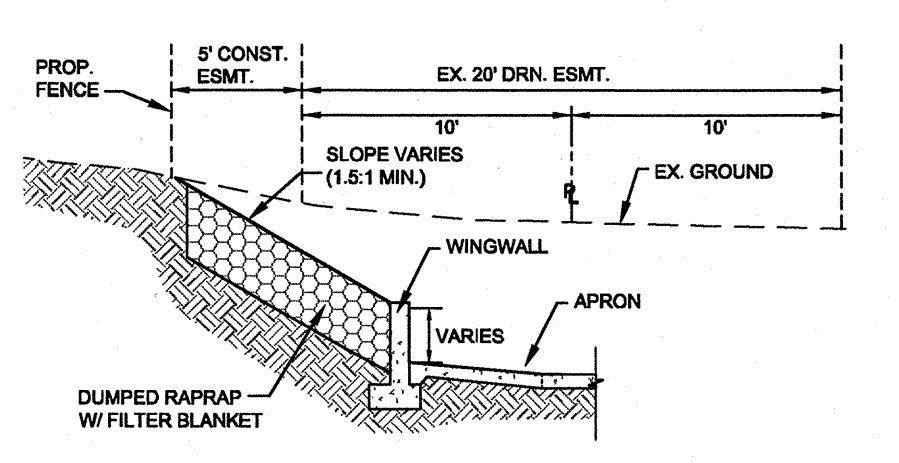 PROP.
FENCE
5' CONST.
ESMT.
EX. 20' DRN. ESMT.
10'
10'
SLOPE VARIES
(1.5:1 MIN.)
PL
EX. GROUND
WINGWALL
APRON
VARIES
DUMPED RAPRAP
W/ FILTER BLANKET